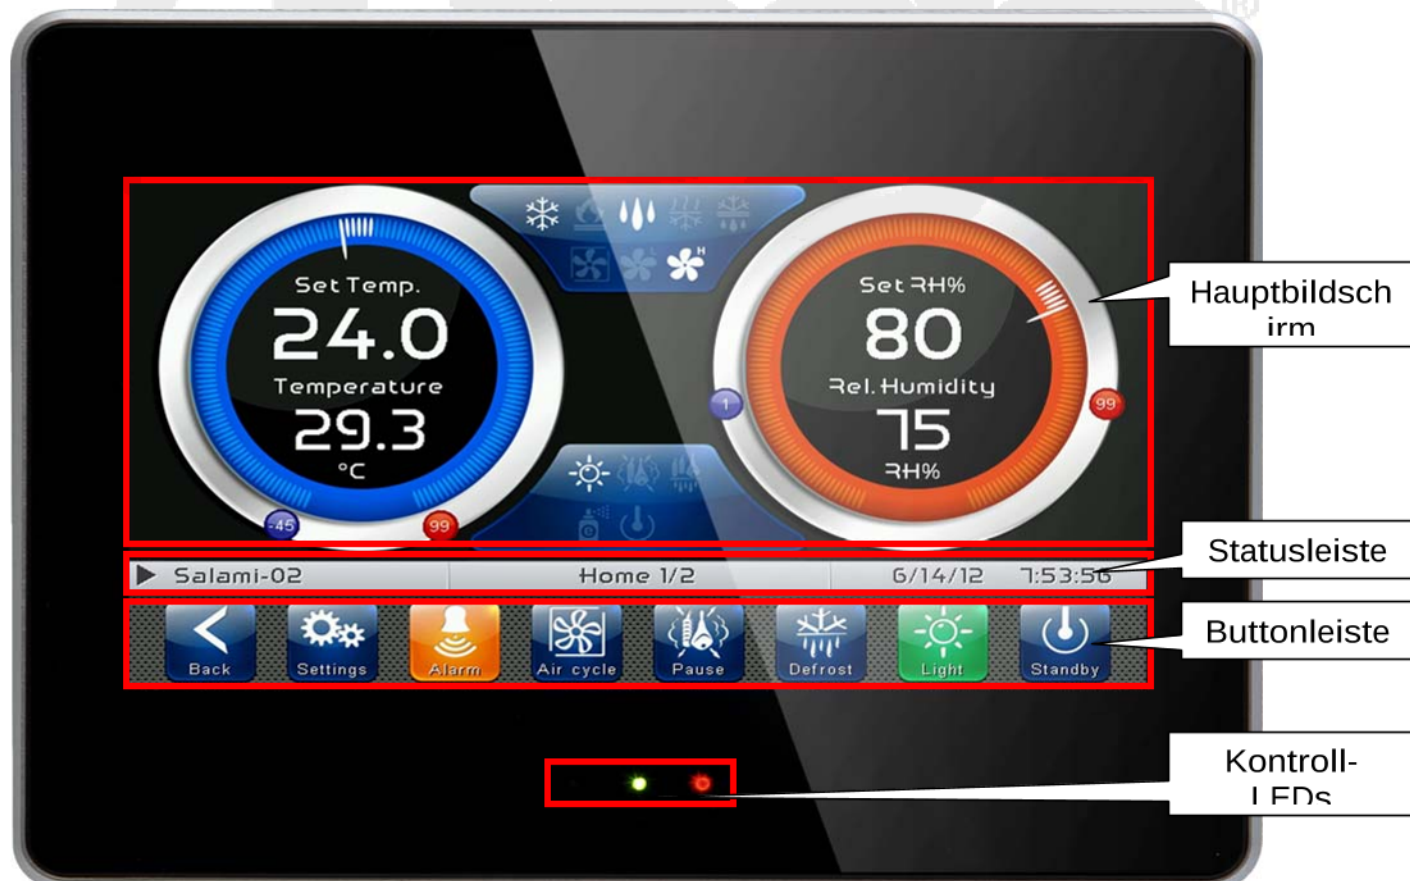 Set Temp.
24.0
Temperature
29.3
°C
-45
99
L
H
Set RH%
80
Rel. Humidity
75
RH%
1
99
Hauptbildsch
irm
Salami-02
Home 1/2
6/14/12 7:53:56
Statusleiste
Back
Settings
Alarm
Air cycle
Pause
Defrost
Light
Standby
Buttonleiste
Kontroll-
LEDs